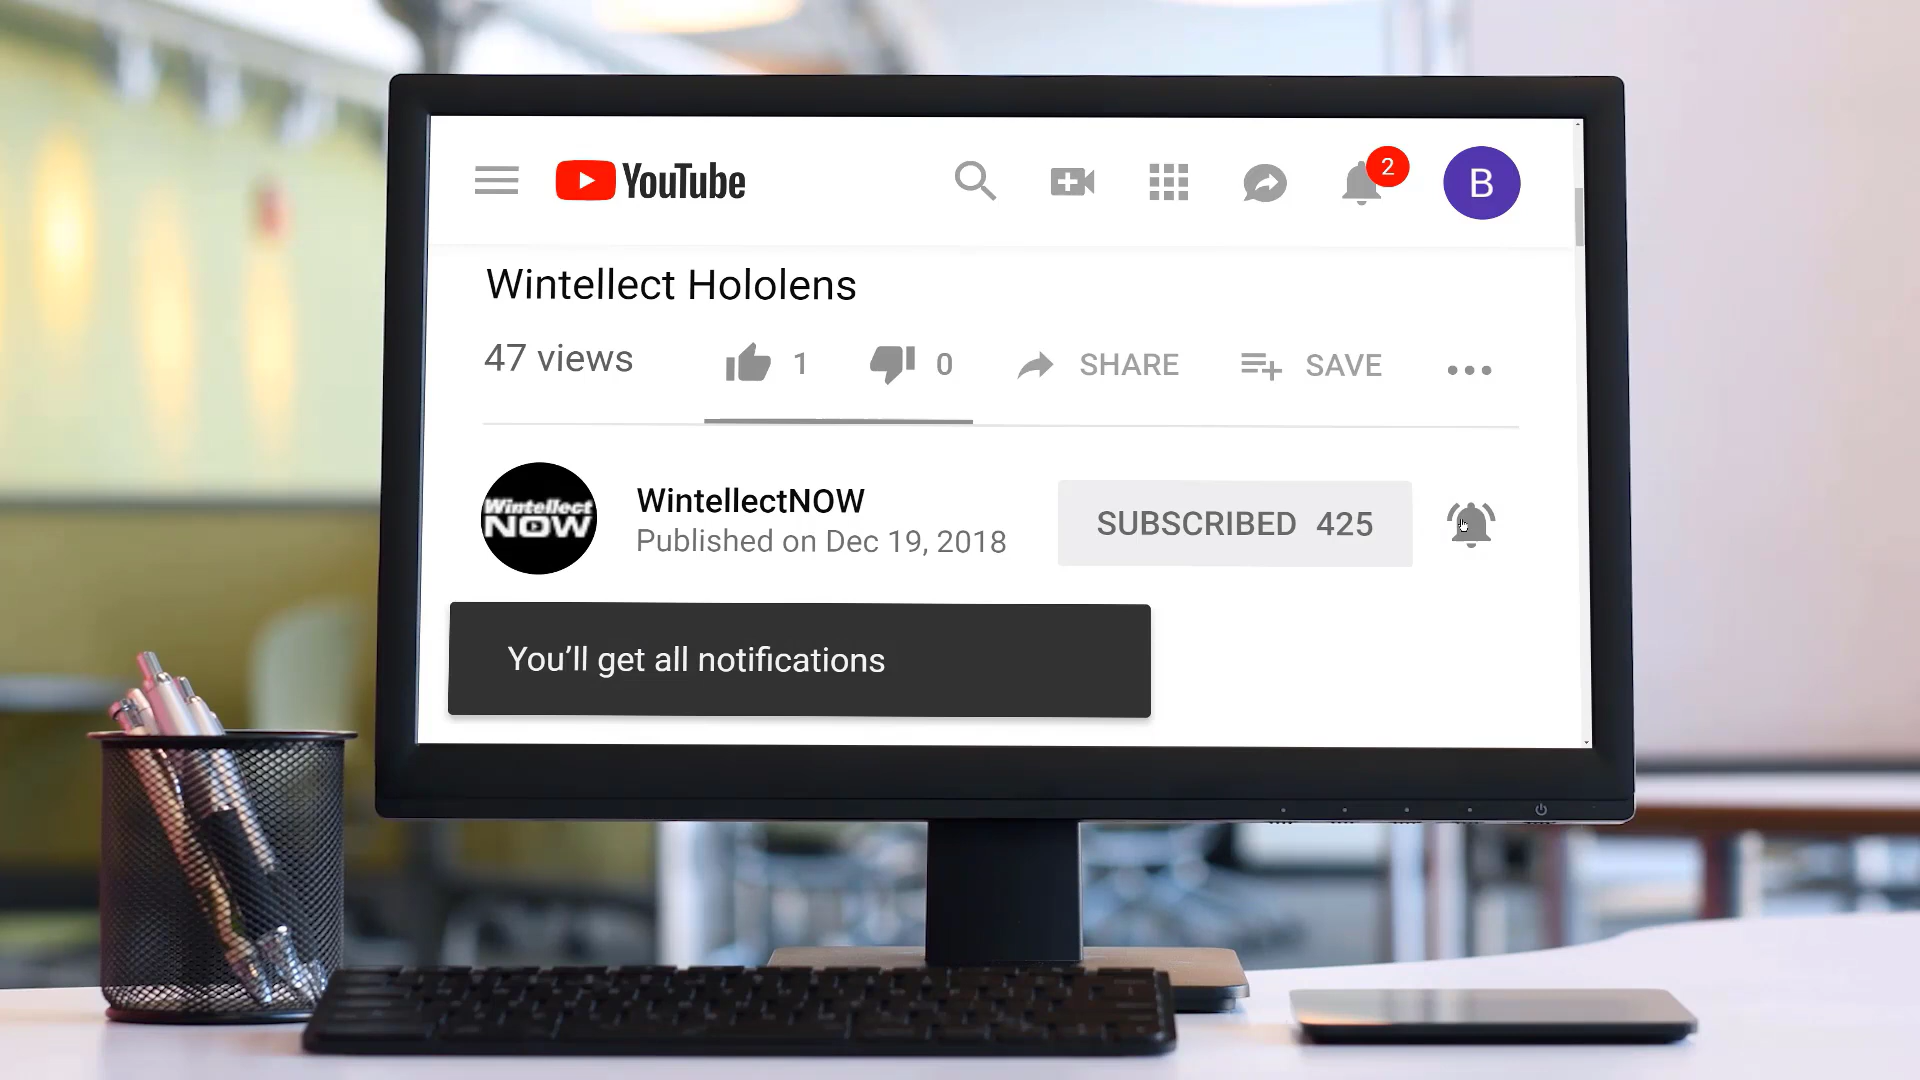 YouTube
2
B
Wintellect Hololens
47 views
1
0
SHARE
SAVE
Wintellect
NOW
WintellectNOW
Published on Dec 19, 2018
SUBSCRIBED 425
You’ll get all notifications